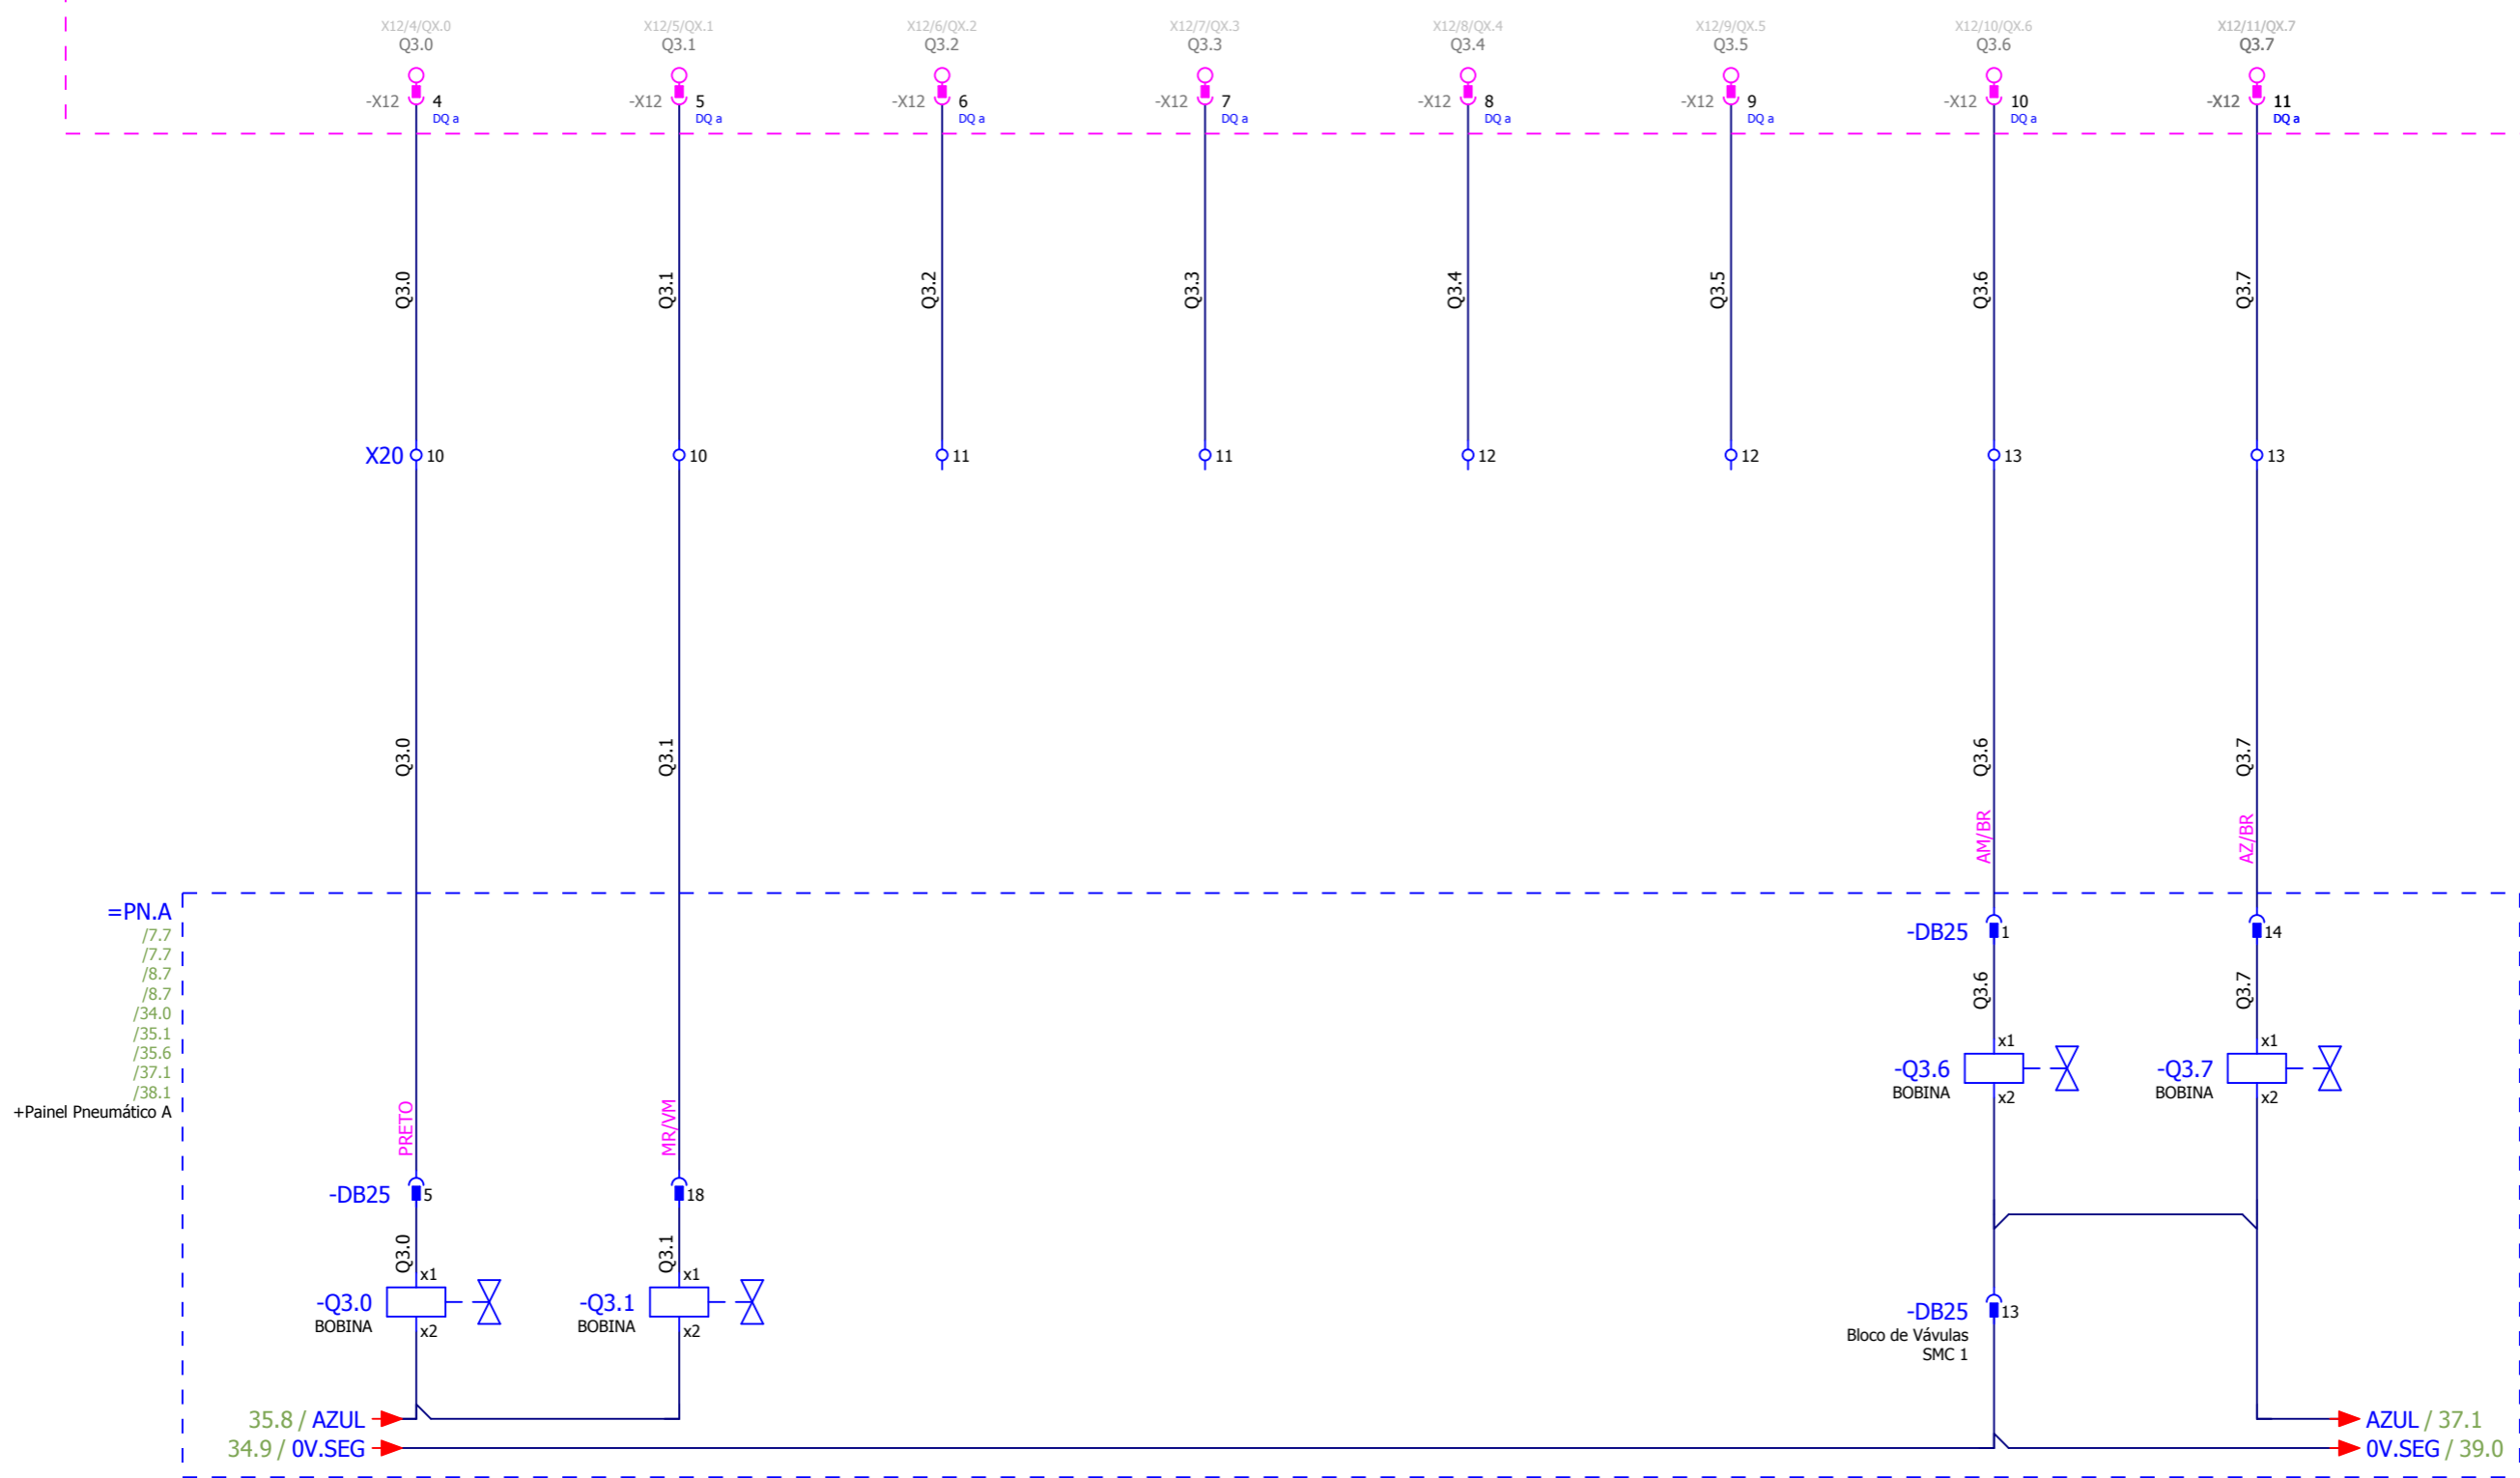 X12/4/QX.0 X12/5/QX.1 X12/6/QX.2 X12/7/QX.3 X12/8/QX.4 X12/9/QX.5 X12/10/QX.6 X12/11/QX.7
Q3.0 Q3.1 Q3.2 Q3.3 Q3.4 Q3.5 Q3.6 Q3.7
-X12 4 -X12 5 -X12 6 -X12 7 -X12 8 -X12 9 -X12 10 -X12 11
DQ a DQ a DQ a DQ a DQ a DQ a DQ a DQ a
Q3.0 Q3.1 Q3.2 Q3.3 Q3.4 Q3.5 Q3.6 Q3.7
X20 10 10 11 11 12 12 13 13
Q3.0 Q3.1 Q3.6 Q3.7
AM/BR AZ/BR
=PN.A
/7.7
/7.7
/8.7
/8.7
/34.0
/35.1
/35.6
/37.1
/38.1
+Painel Pneumático A
-DB25 1 14
Q3.6 Q3.7
x1 x1
-Q3.6 -Q3.7
BOBINA BOBINA
x2 x2
PRETO MR/VM
-DB25 5 18
Q3.0 Q3.1
x1 x1
-Q3.0 -Q3.1
BOBINA BOBINA
x2 x2
-DB25 13
Bloco de Vávulas
SMC 1
35.8 / AZUL AZUL / 37.1
34.9 / 0V.SEG 0V.SEG / 39.0